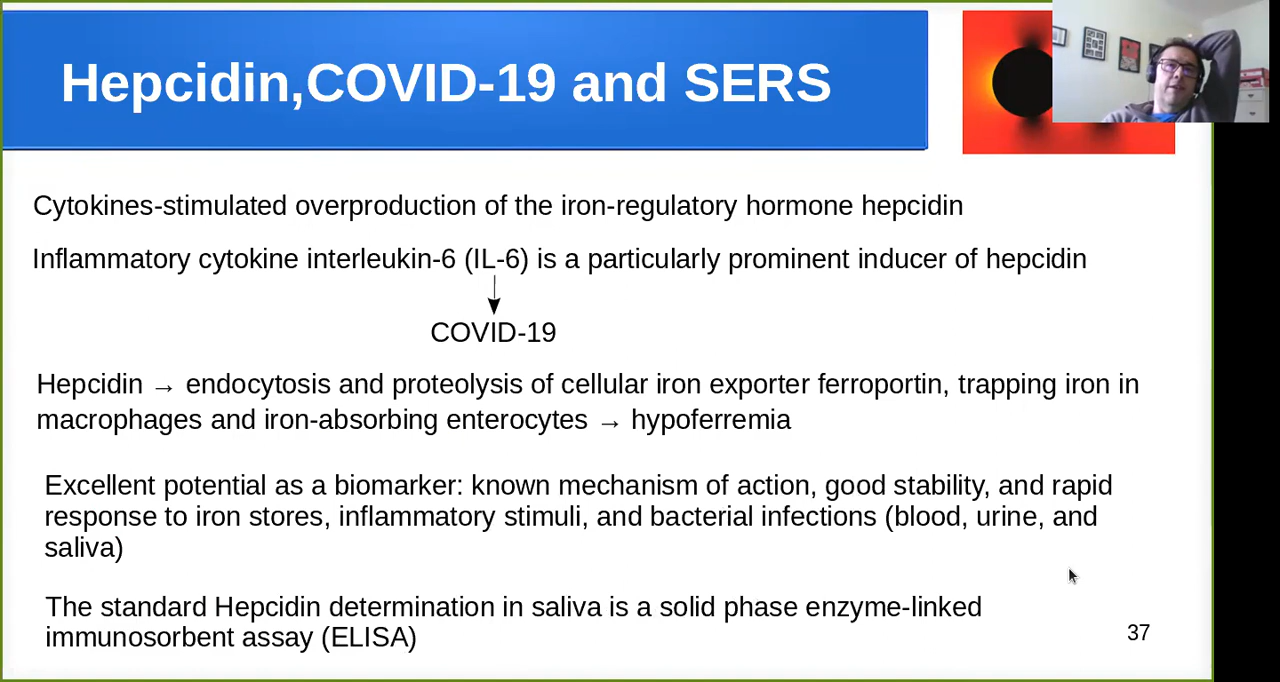 Hepcidin,COVID-19 and SERS
Cytokines-stimulated overproduction of the iron-regulatory hormone hepcidin
Inflammatory cytokine interleukin-6 (IL-6) is a particularly prominent inducer of hepcidin
COVID-19
Hepcidin → endocytosis and proteolysis of cellular iron exporter ferroportin, trapping iron in
macrophages and iron-absorbing enterocytes → hypoferremia
Excellent potential as a biomarker: known mechanism of action, good stability, and rapid
response to iron stores, inflammatory stimuli, and bacterial infections (blood, urine, and
saliva)
The standard Hepcidin determination in saliva is a solid phase enzyme-linked
immunosorbent assay (ELISA)
37